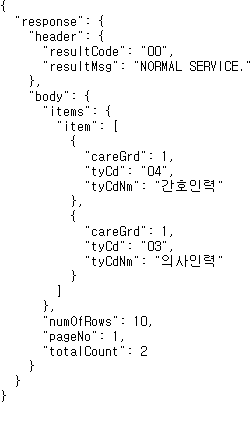 {
  "response": {
    "header": {
      "resultCode": "00",
      "resultMsg": "NORMAL SERVICE."
    },
    "body": {
      "items": {
        "item": [
          {
            "careGrd": 1,
            "tyCd": "04",
            "tyCdNm": "간호인력"
          },
          {
            "careGrd": 1,
            "tyCd": "03",
            "tyCdNm": "의사인력"
          }
        ]
      },
      "numOfRows": 10,
      "pageNo": 1,
      "totalCount": 2
    }
  }
}